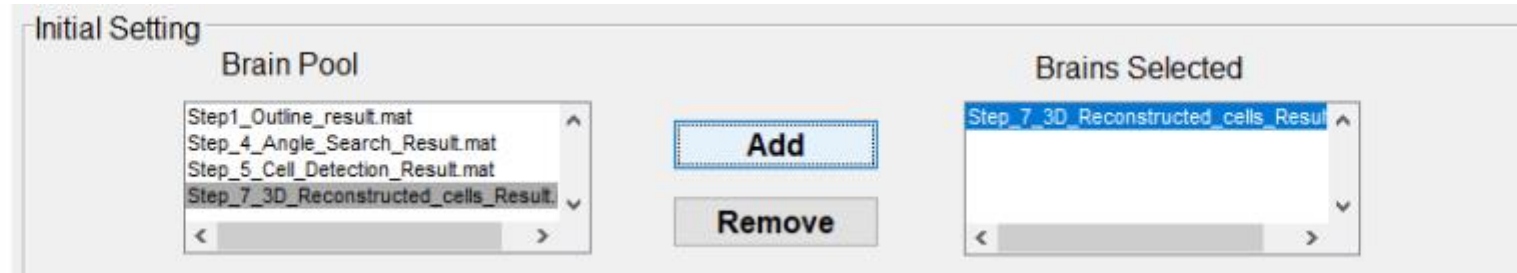 Initial Setting
Brain Pool
Brains Selected
Step1_Outline_result.mat
Step_4_Angle_Search_Result.mat
Step_5_Cell_Detection_Result.mat
Step_7_3D_Reconstructed_cells_Result.
Add
Remove
Step_7_3D_Reconstructed_cells_Resul